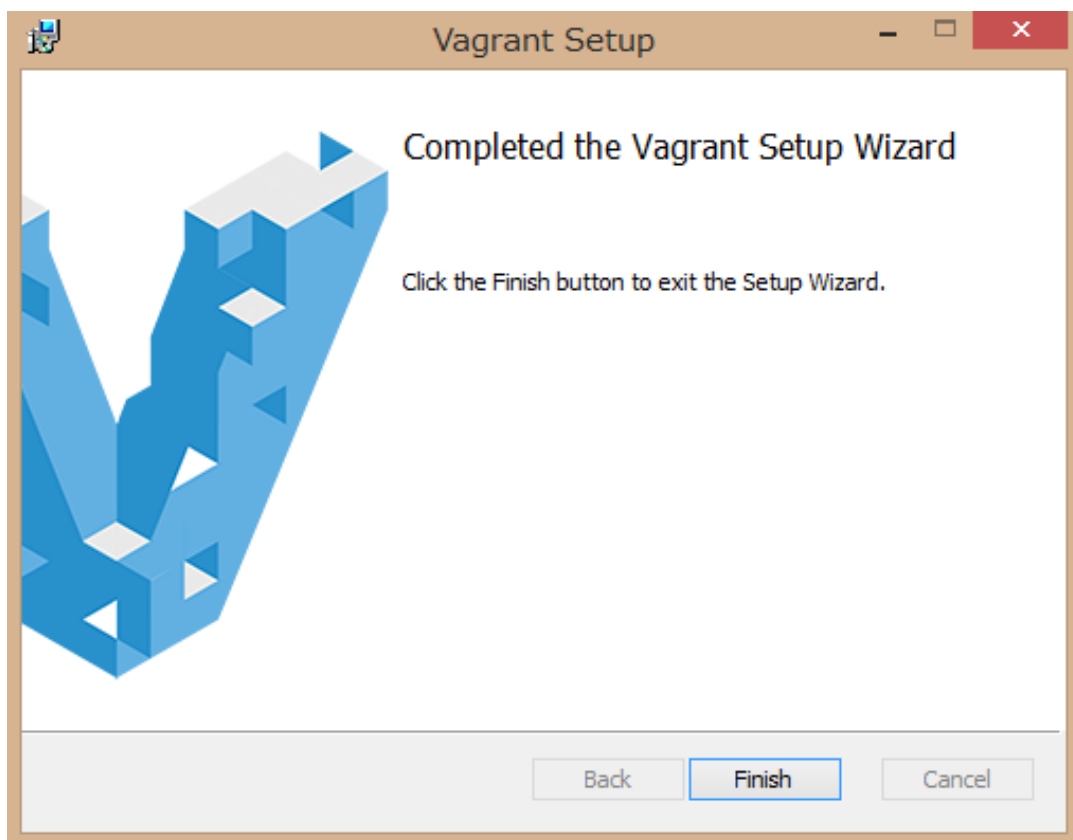 Vagrant Setup
Completed the Vagrant Setup Wizard
Click the Finish button to exit the Setup Wizard.
Back Finish Cancel